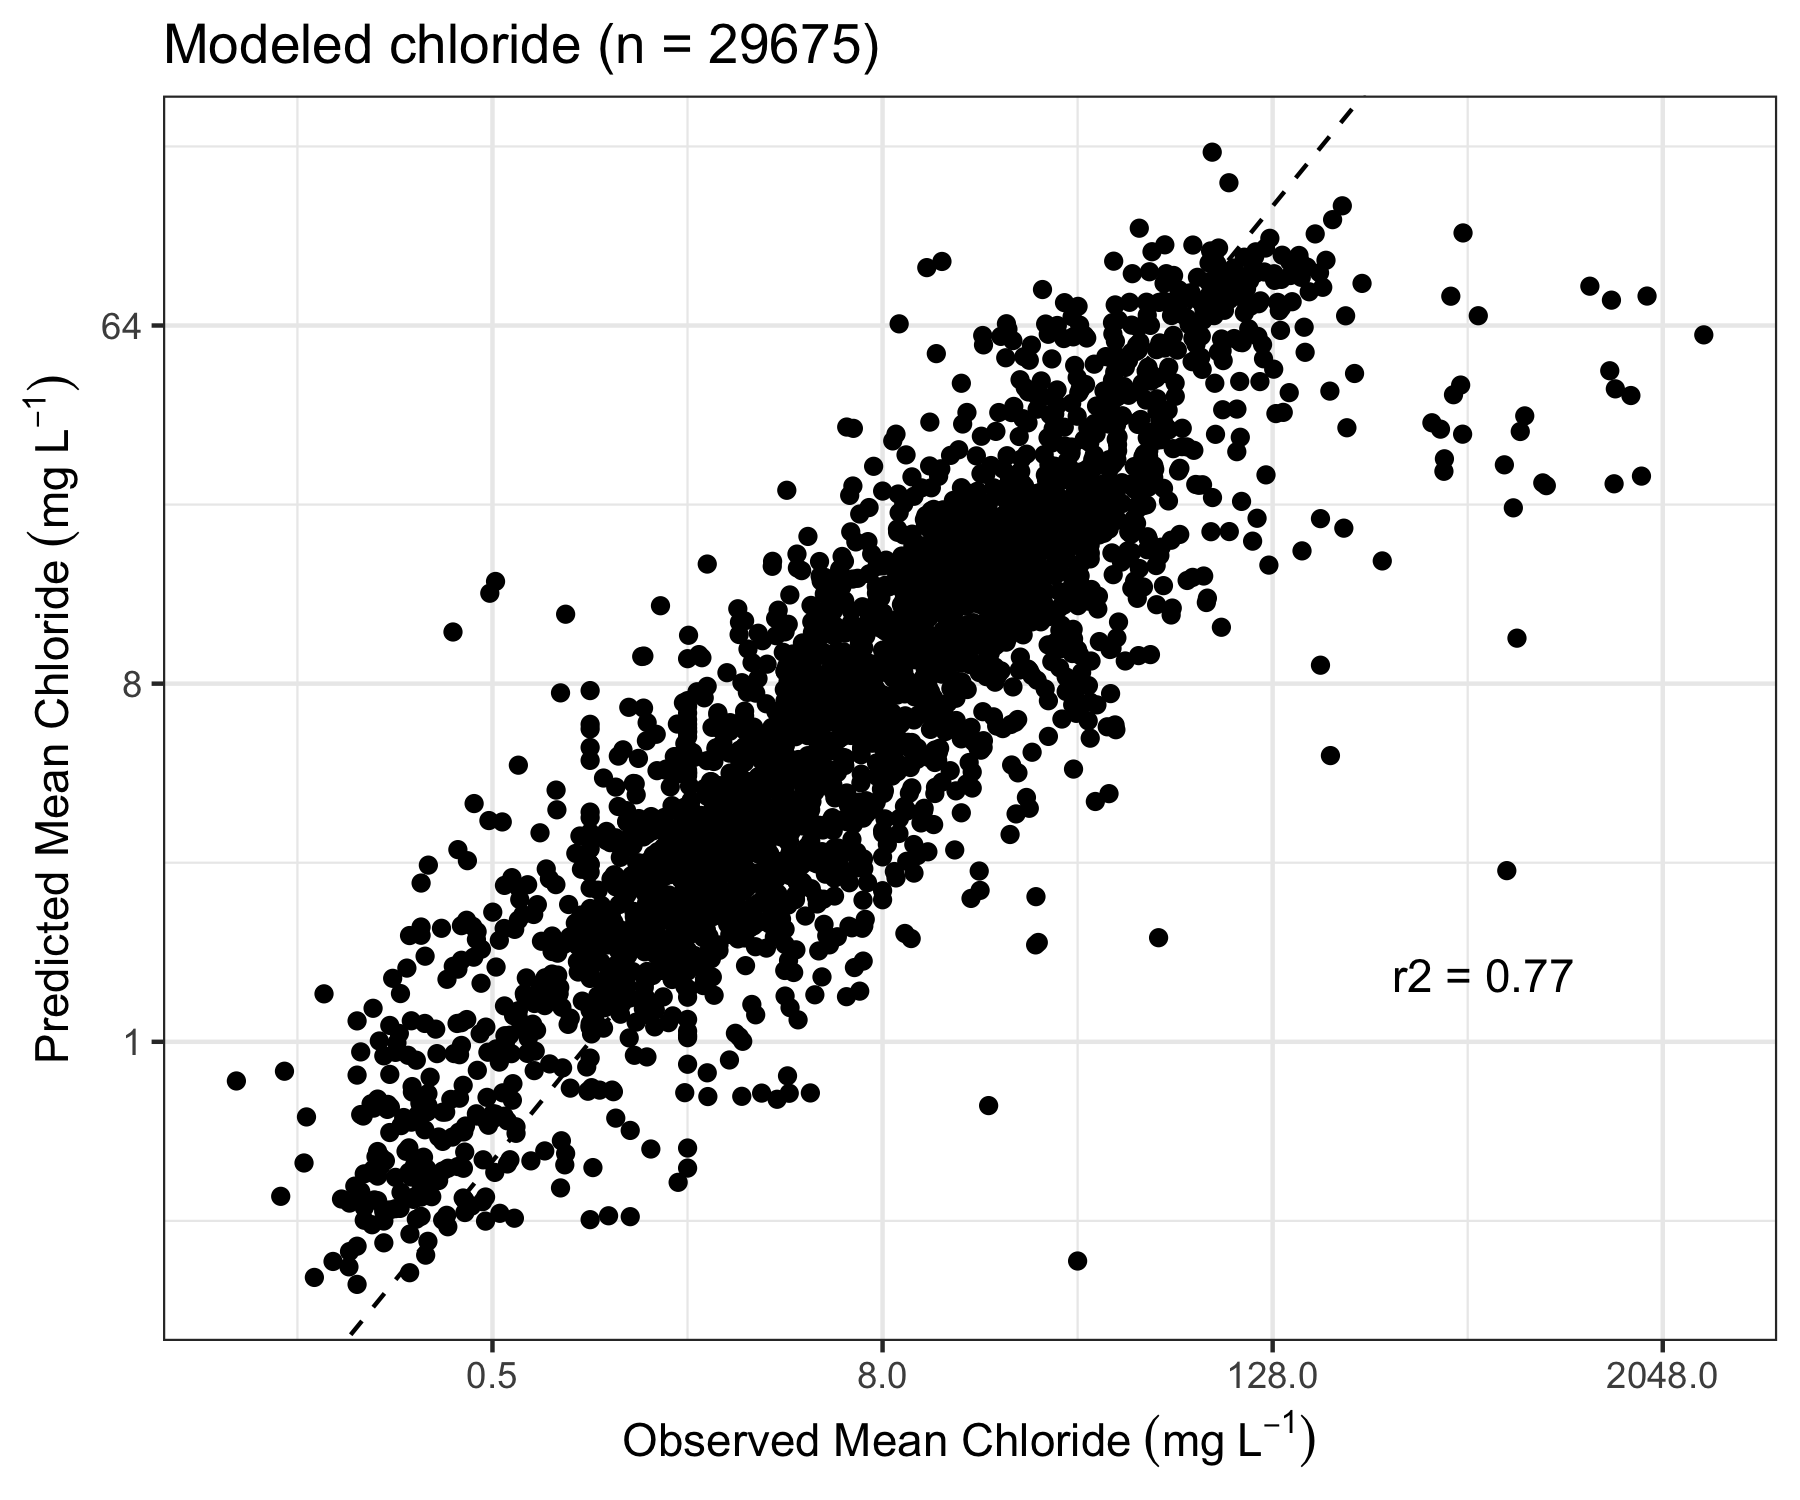 Modeled chloride (n = 29675)
Predicted Mean Chloride (mg L⁻¹)
64
8
1
r2 = 0.77
0.5 8.0 128.0 2048.0
Observed Mean Chloride (mg L⁻¹)